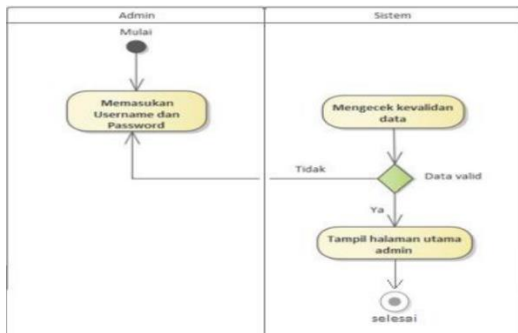 Admin
Sistem
Mulai
Memasukan
Username dan
Password
Mengecek kevalidan
data
Tidak
Data valid
Ya
Tampil halaman utama
admin
selesai